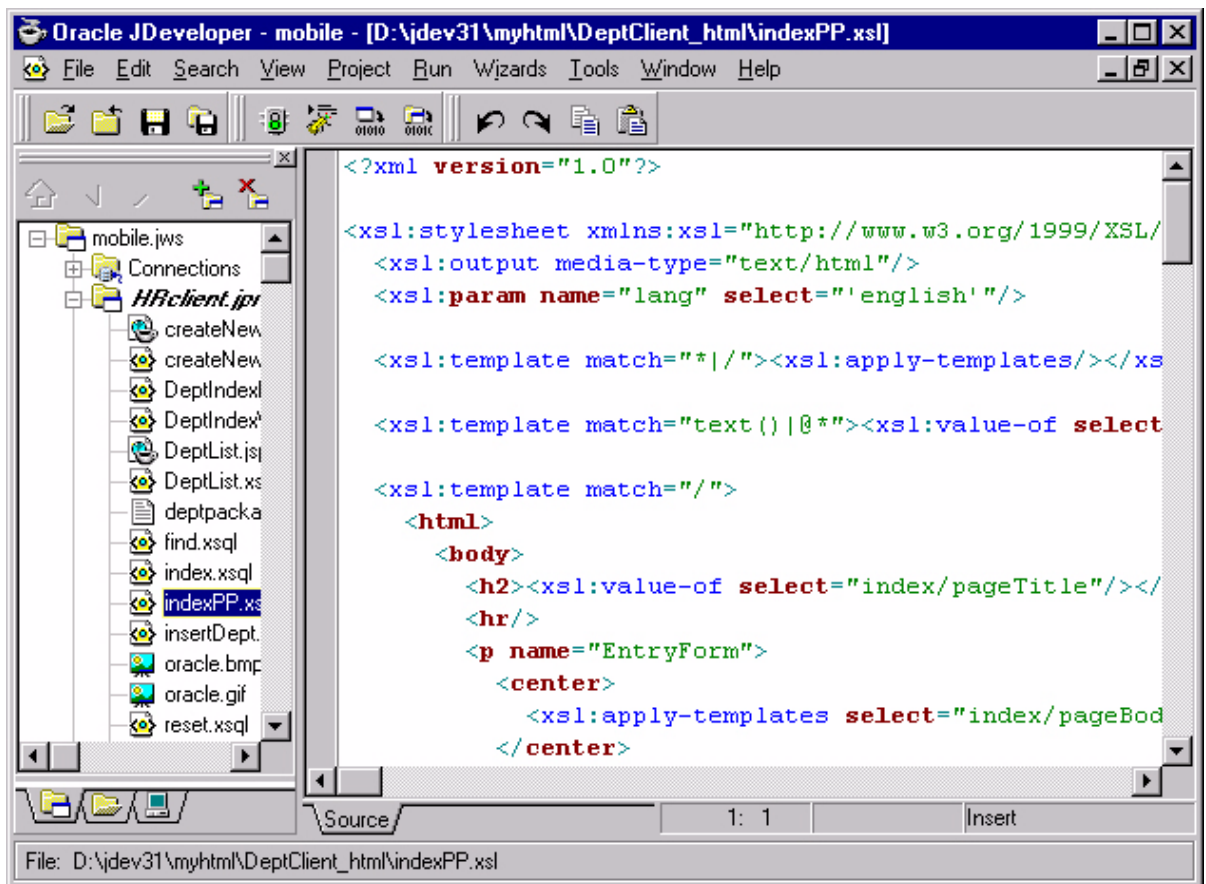 Oracle JDeveloper - mobile - [D:\jdev31\myhtml\DeptClient_html\indexPP.xsl]
File Edit Search View Project Run Wizards Tools Window Help
mobile.jws
Connections
HRclient.jpr
createNew
createNew
DeptIndex
DeptIndex
DeptList.jsp
DeptList.xs
deptpacka
find.xsql
index.xsql
indexPP.xs
insertDept.
oracle.bmp
oracle.gif
reset.xsql
<?xml version="1.0"?>
<xsl:stylesheet xmlns:xsl="http://www.w3.org/1999/XSL/
<xsl:output media-type="text/html"/>
<xsl:param name="lang" select="'english'"/>
<xsl:template match="*|/"><xsl:apply-templates/></xs
<xsl:template match="text()|@*"><xsl:value-of select
<xsl:template match="/">
<html>
<body>
<h2><xsl:value-of select="index/pageTitle"/></
<hr/>
<p name="EntryForm">
<center>
<xsl:apply-templates select="index/pageBod
</center>
Source
1: 1
Insert
File: D:\jdev31\myhtml\DeptClient_html\indexPP.xsl